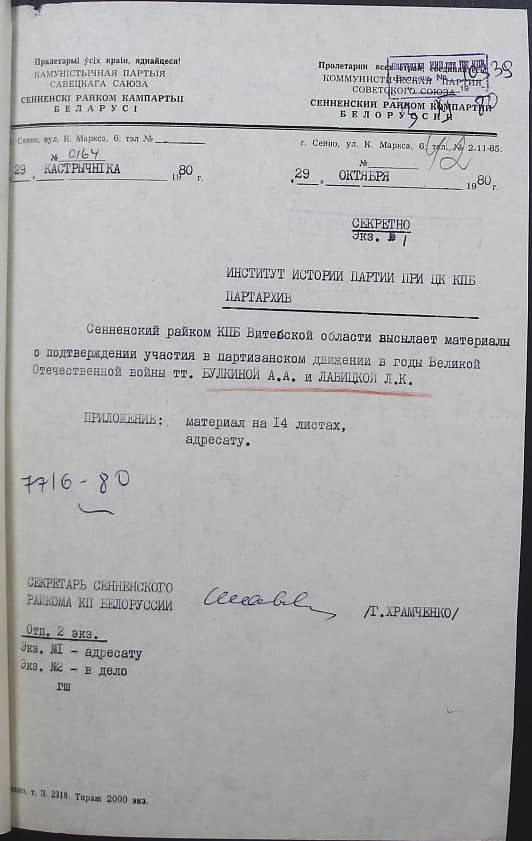 Пралетарыі ўсіх краін, яднайцеся!
КАМУНІСТЫЧНАЯ ПАРТЫЯ
САВЕЦКАГА САЮЗА
СЕННЕНСКІ РАЙКОМ КАМПАРТЫІ
БЕЛАРУСІ
Пролетарии всех стран, соединяйтесь!
КОММУНИСТИЧЕСКАЯ ПАРТИЯ
СОВЕТСКОГО СОЮЗА
СЕННЕНСКИЙ РАЙКОМ КОМПАРТИИ
БЕЛОРУССИИ
г. Сенно, вул. К. Маркса, 6; тэл №
№ 0164
29 " КАСТРЫЧНІКА 1980 г.
г. Сенно, ул. К. Маркса, 6; тел. № 2-11-85.
№
"29 " ОКТЯБРЯ 1980 г.
СЕКРЕТНО
Экз. № 1
ИНСТИТУТ ИСТОРИИ ПАРТИИ ПРИ ЦК КПБ
ПАРТАРХИВ
Сенненский райком КПБ Витебской области высылает материалы
о подтверждении участия в партизанском движении в годы Великой
Отечественной войны тт. БУЛКИНОЙ А.А. и ЛАВИЦКОЙ Л.К.
ПРИЛОЖЕНИЕ: материал на 14 листах,
адресату.
7716-80
СЕКРЕТАРЬ СЕННЕНСКОГО
РАЙКОМА КП БЕЛОРУССИИ /Г.ХРАМЧЕНКО/
Отп. 2 экз.
Экз. №1 - адресату
Экз. №2 - в дело
гш
т. З. 2318. Тираж 2000 экз.